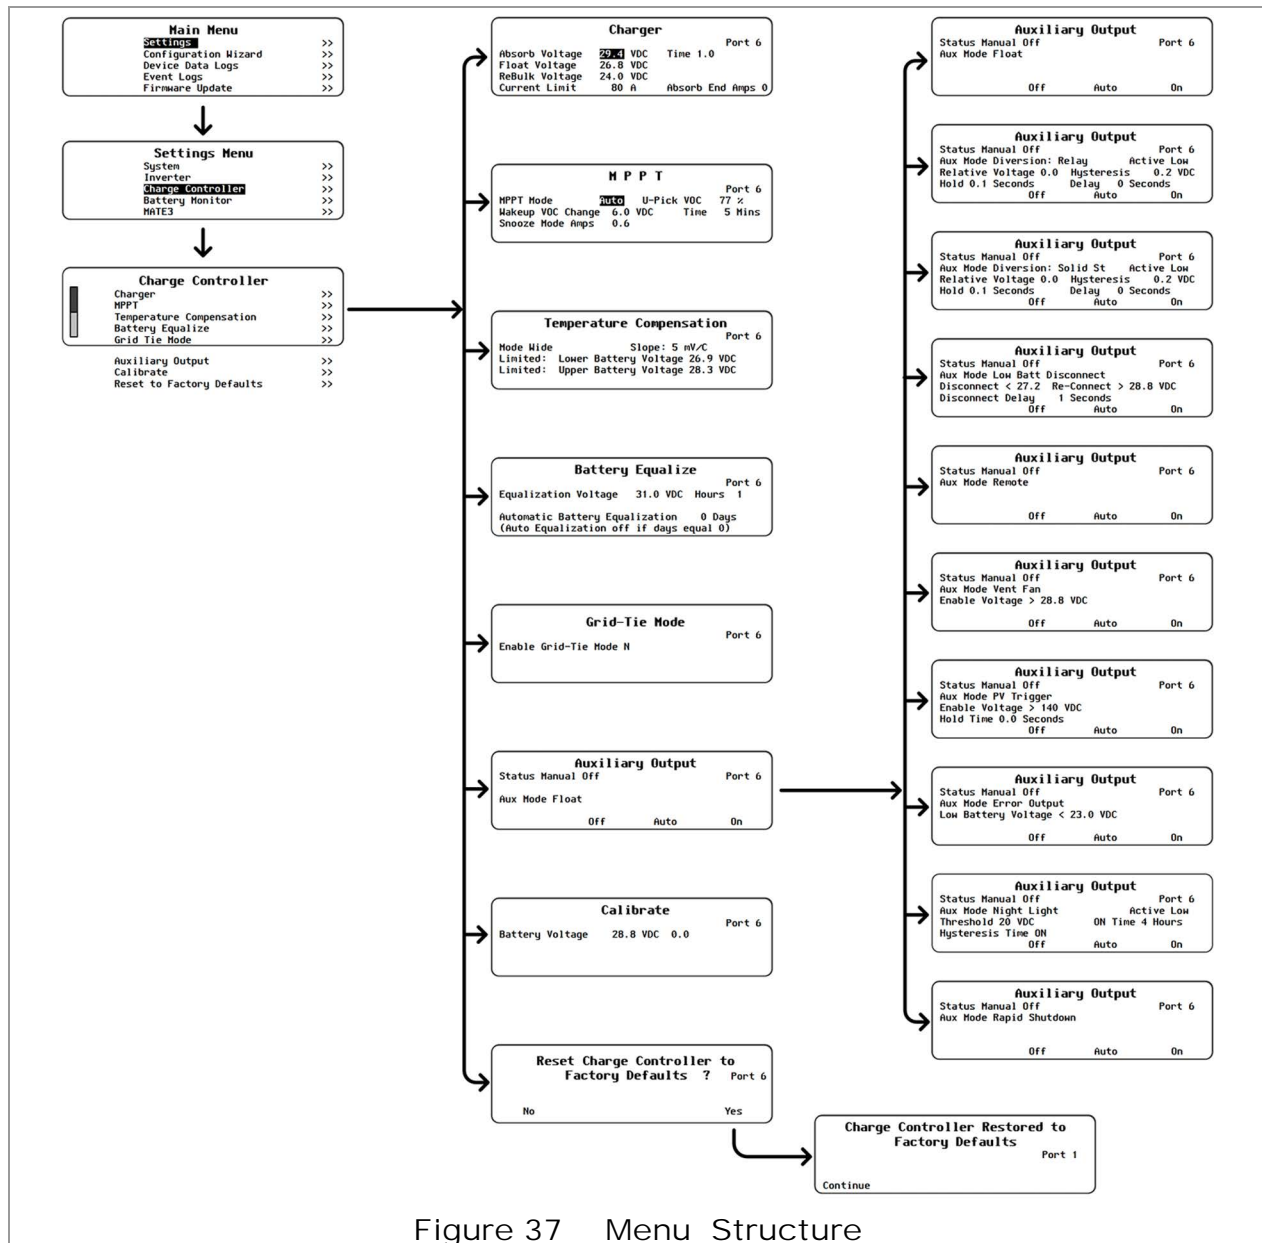 Main Menu
Settings >>
Configuration Wizard >>
Device Data Logs >>
Event Logs >>
Firmware Update >>
Settings Menu
System >>
Inverter >>
Charge Controller >>
Battery Monitor >>
MATE3 >>
Charge Controller
Charger >>
MPPT >>
Temperature Compensation >>
Battery Equalize >>
Grid Tie Mode >>
Auxiliary Output >>
Calibrate >>
Reset to Factory Defaults >>
Charger
Port 6
Absorb Voltage 29.4 VDC Time 1.0
Float Voltage 26.8 VDC
ReBulk Voltage 24.0 VDC
Current Limit 80 A Absorb End Amps 0
M P P T
Port 6
MPPT Mode Auto U-Pick VOC 77 %
Wakeup VOC Change 6.0 VDC Time 5 Mins
Snooze Mode Amps 0.6
Temperature Compensation
Port 6
Mode Wide Slope: 5 mV/C
Limited: Lower Battery Voltage 26.9 VDC
Limited: Upper Battery Voltage 28.3 VDC
Battery Equalize
Port 6
Equalization Voltage 31.0 VDC Hours 1
Automatic Battery Equalization 0 Days
(Auto Equalization off if days equal 0)
Grid-Tie Mode
Port 6
Enable Grid-Tie Mode N
Auxiliary Output
Status Manual Off Port 6
Aux Mode Float
Off Auto On
Calibrate
Port 6
Battery Voltage 28.8 VDC 0.0
Reset Charge Controller to
Factory Defaults ? Port 6
No Yes
Charge Controller Restored to
Factory Defaults
Port 1
Continue
Auxiliary Output
Status Manual Off Port 6
Aux Mode Float
Off Auto On
Auxiliary Output
Status Manual Off Port 6
Aux Mode Diversion: Relay Active Low
Relative Voltage 0.0 Hysteresis 0.2 VDC
Hold 0.1 Seconds Delay 0 Seconds
Off Auto On
Auxiliary Output
Status Manual Off Port 6
Aux Mode Diversion: Solid St Active Low
Relative Voltage 0.0 Hysteresis 0.2 VDC
Hold 0.1 Seconds Delay 0 Seconds
Off Auto On
Auxiliary Output
Status Manual Off Port 6
Aux Mode Low Batt Disconnect
Disconnect < 27.2 Re-Connect > 28.8 VDC
Disconnect Delay 1 Seconds
Off Auto On
Auxiliary Output
Status Manual Off Port 6
Aux Mode Remote
Off Auto On
Auxiliary Output
Status Manual Off Port 6
Aux Mode Vent Fan
Enable Voltage > 28.8 VDC
Off Auto On
Auxiliary Output
Status Manual Off Port 6
Aux Mode PV Trigger
Enable Voltage > 140 VDC
Hold Time 0.0 Seconds
Off Auto On
Auxiliary Output
Status Manual Off Port 6
Aux Mode Error Output
Low Battery Voltage < 23.0 VDC
Off Auto On
Auxiliary Output
Status Manual Off Port 6
Aux Mode Night Light Active Low
Threshold 20 VDC ON Time 4 Hours
Hysteresis Time ON
Off Auto On
Auxiliary Output
Status Manual Off Port 6
Aux Mode Rapid Shutdown
Off Auto On
Figure 37 Menu Structure